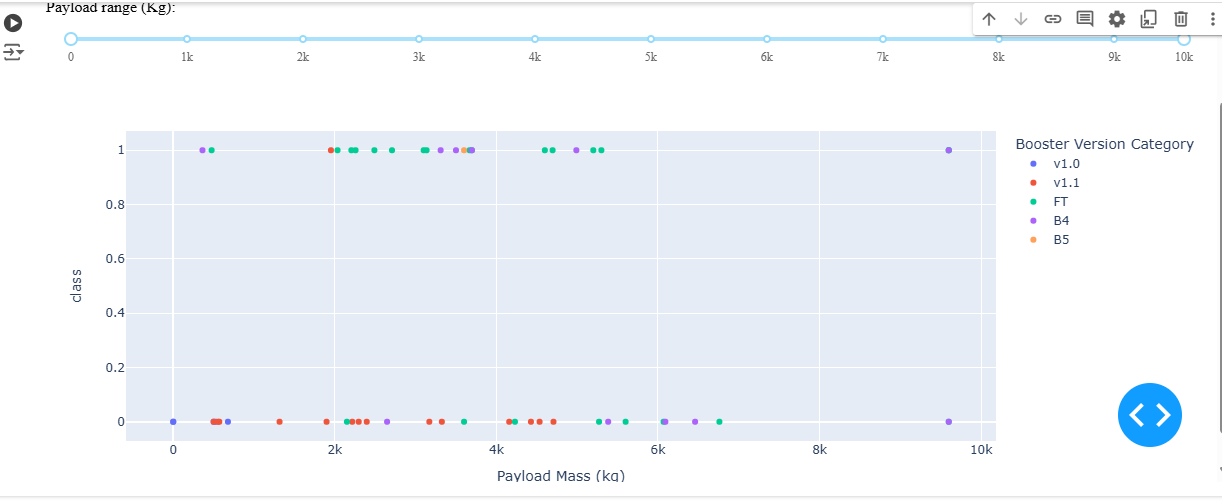 Payload range (Kg):
0 1k 2k 3k 4k 5k 6k 7k 8k 9k 10k
Booster Version Category
v1.0
v1.1
FT
B4
B5
1
0.8
0.6
0.4
0.2
0
class
0 2k 4k 6k 8k 10k
Payload Mass (kg)